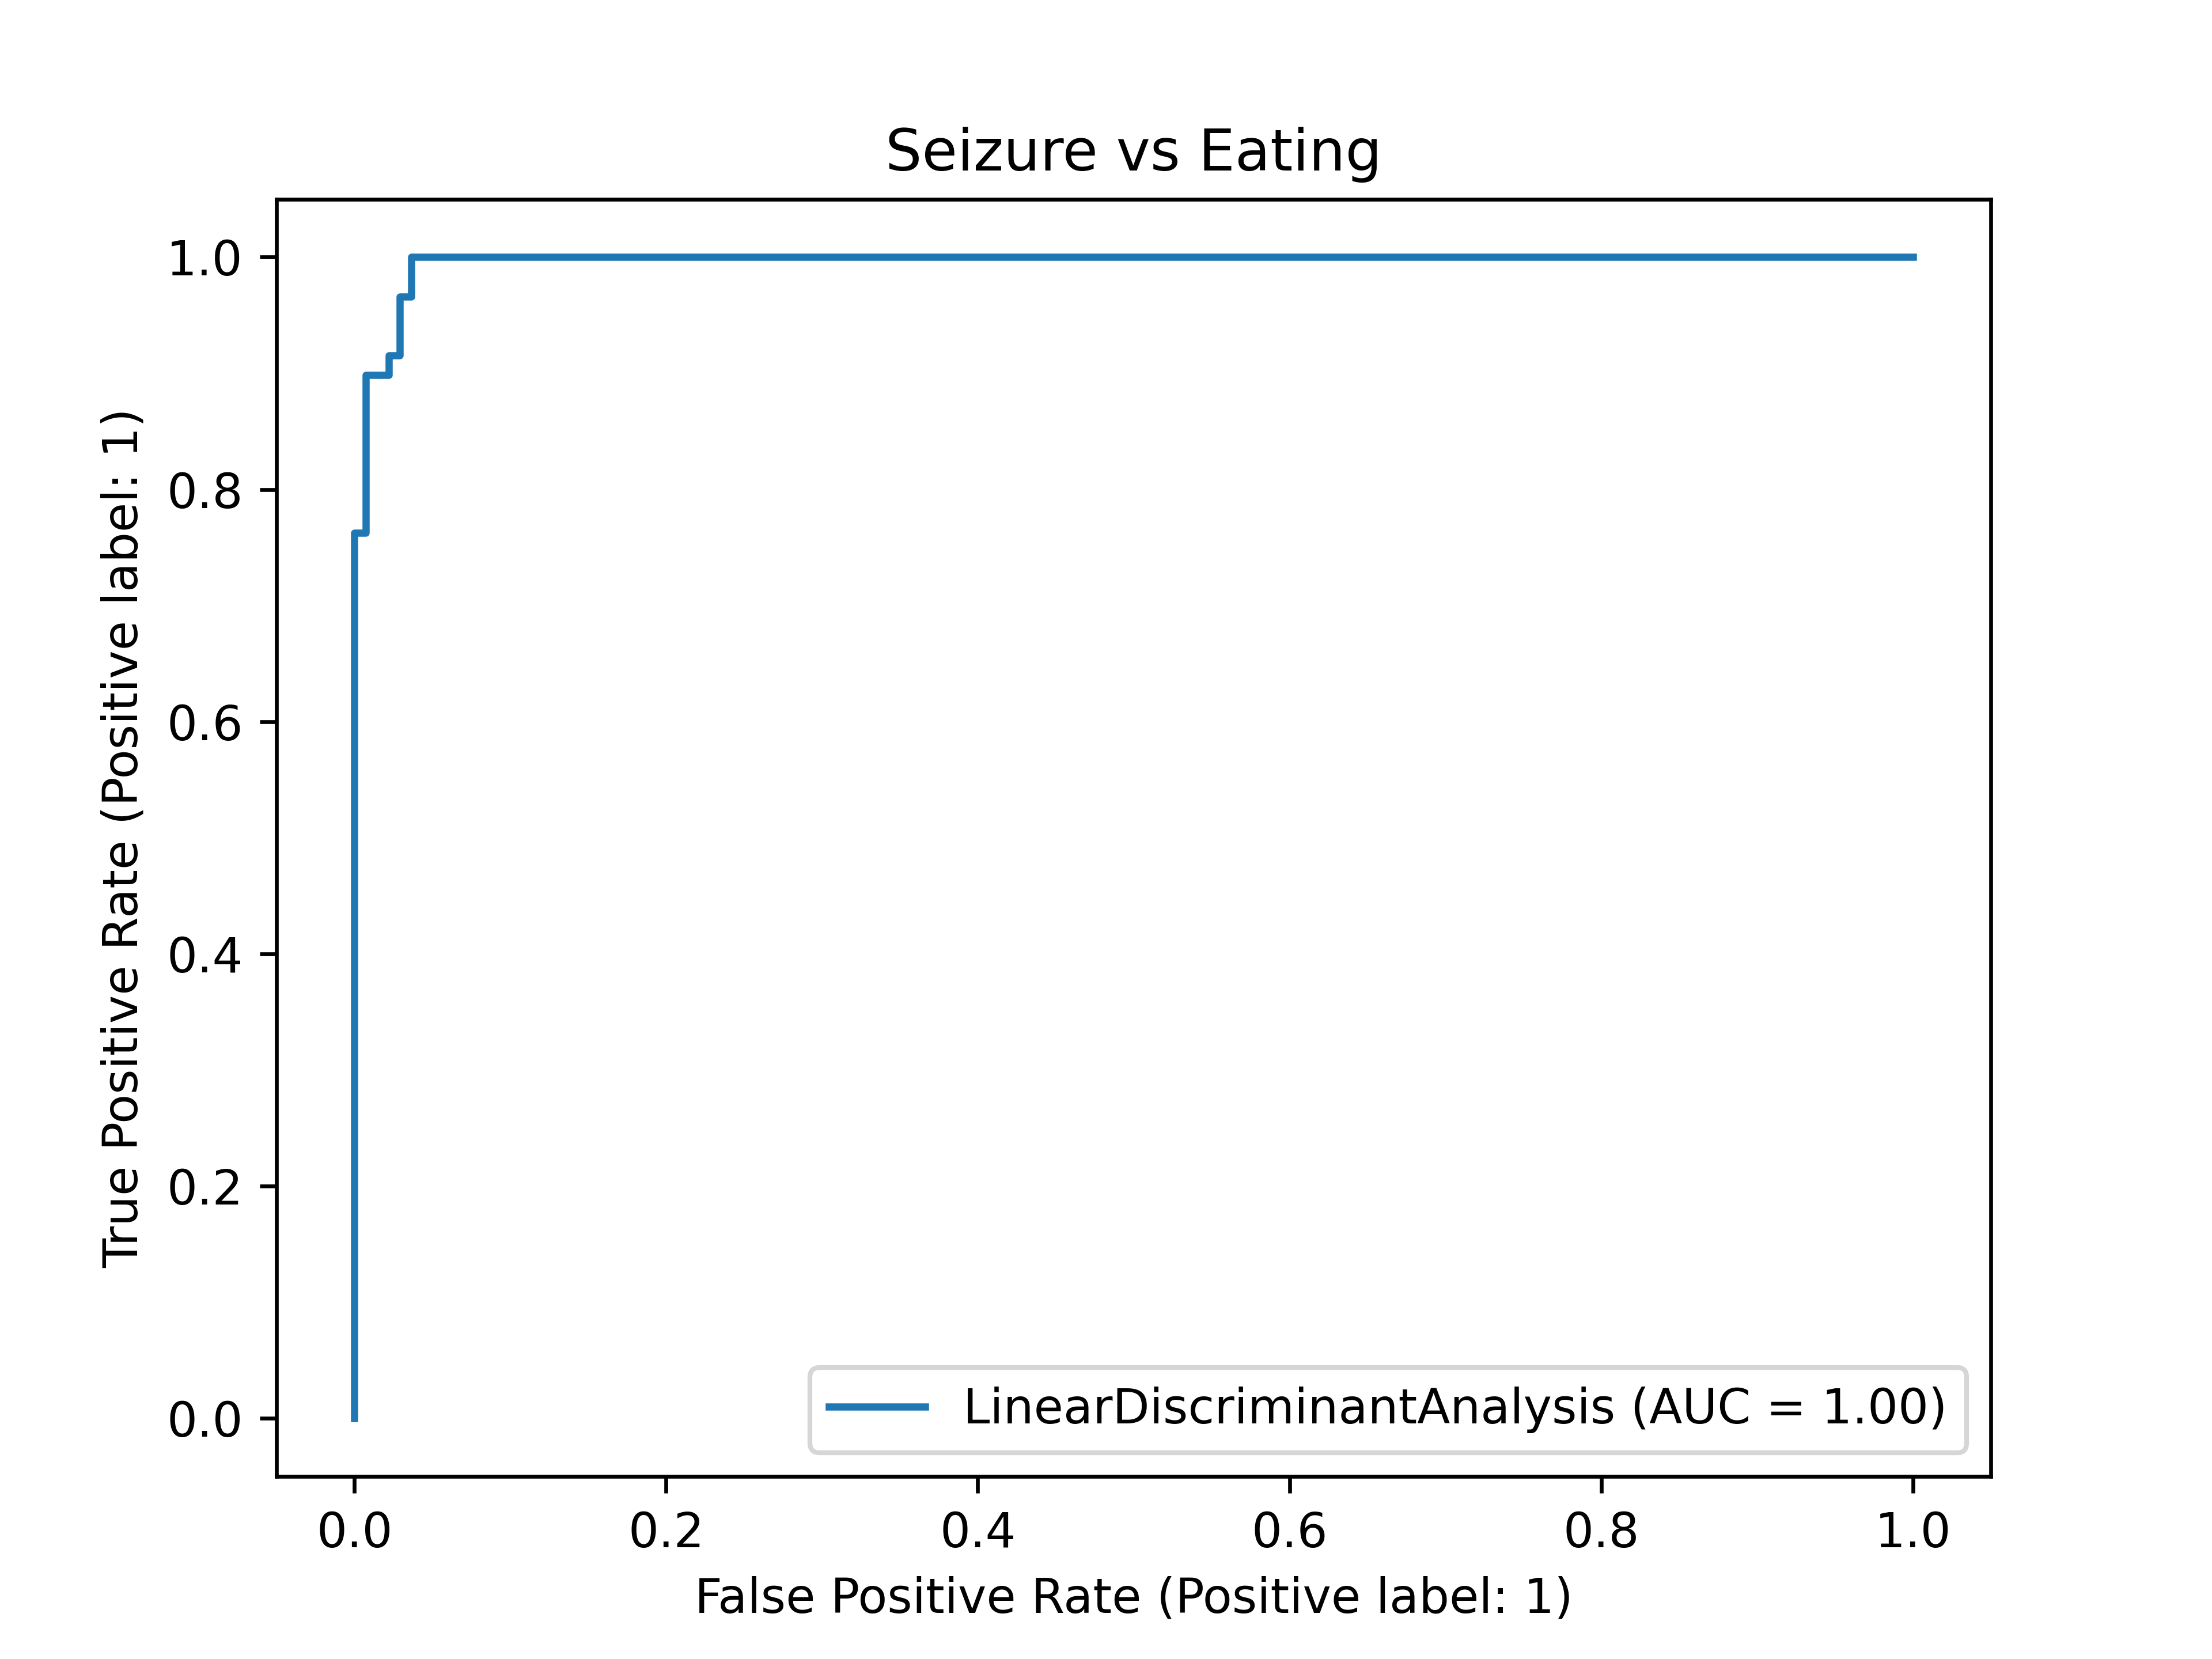 Seizure vs Eating
True Positive Rate (Positive label: 1)
1.0
0.8
0.6
0.4
0.2
0.0
LinearDiscriminantAnalysis (AUC = 1.00)
0.0 0.2 0.4 0.6 0.8 1.0
False Positive Rate (Positive label: 1)